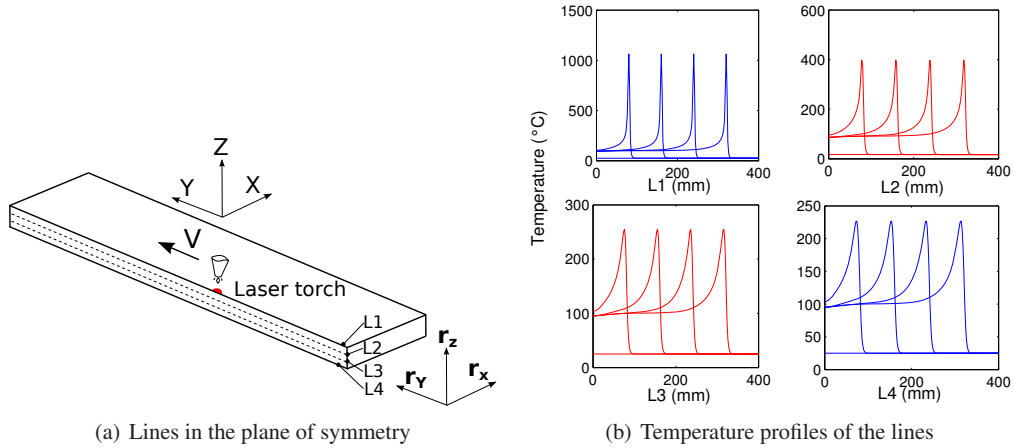 Z
Y
X
V
Laser torch
L1
L2
L3
L4
r_z
r_Y
r_x
(a) Lines in the plane of symmetry
Temperature (°C)
1500
1000
500
0
0 200 400
L1 (mm)
600
400
200
0
0 200 400
L2 (mm)
300
200
100
0
0 200 400
L3 (mm)
250
200
150
100
50
0
0 200 400
L4 (mm)
(b) Temperature profiles of the lines